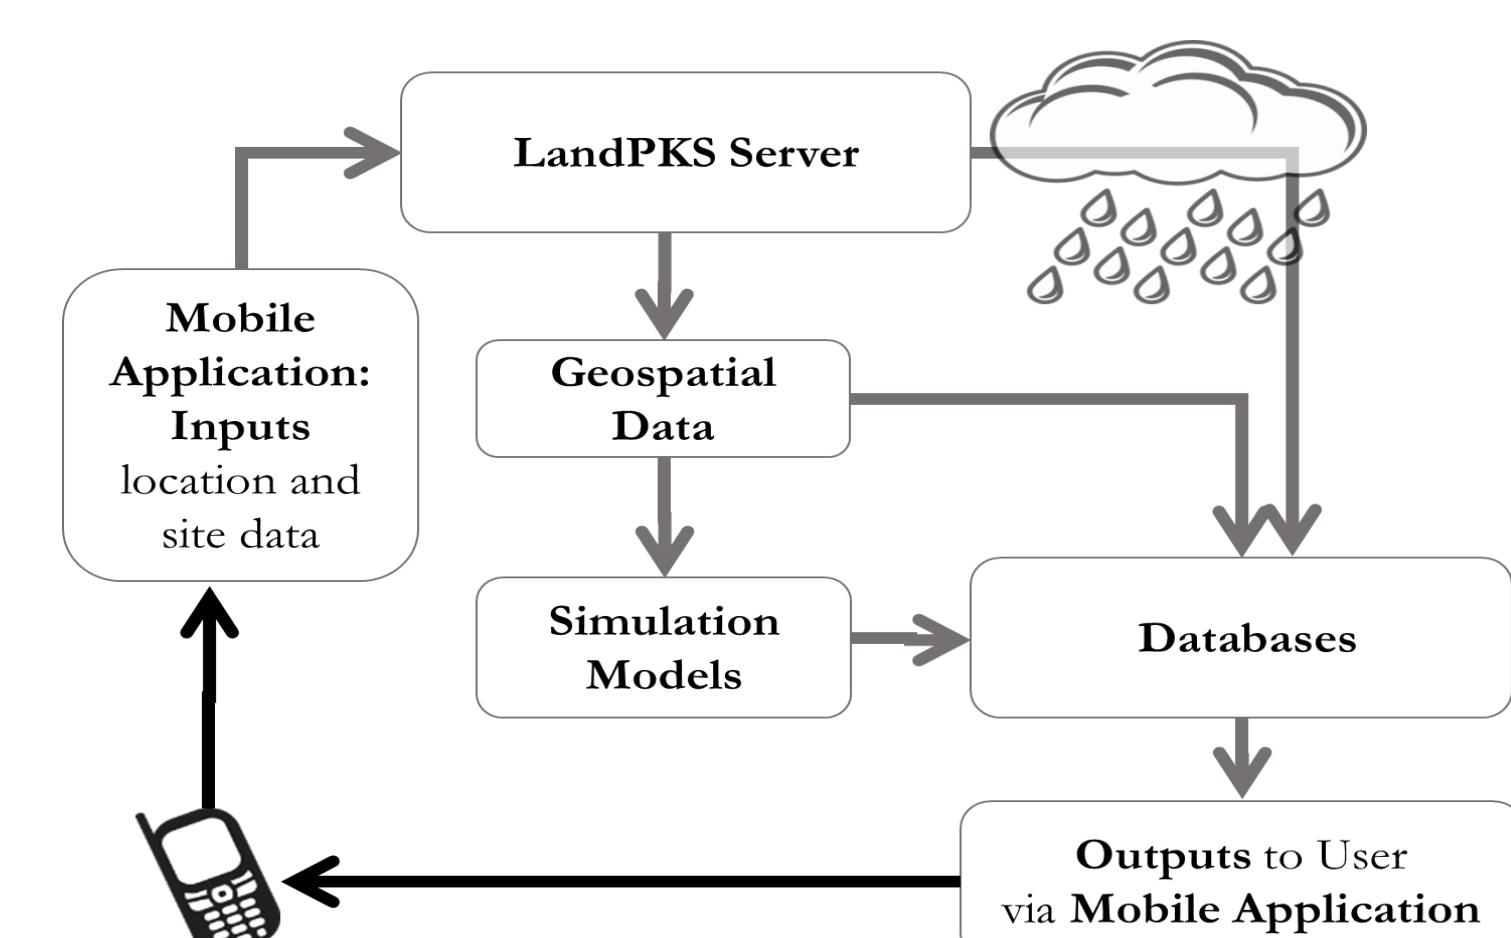 LandPKS Server
Mobile
Application:
Inputs
location and
site data
Geospatial
Data
Simulation
Models
Databases
Outputs to User
via Mobile Application